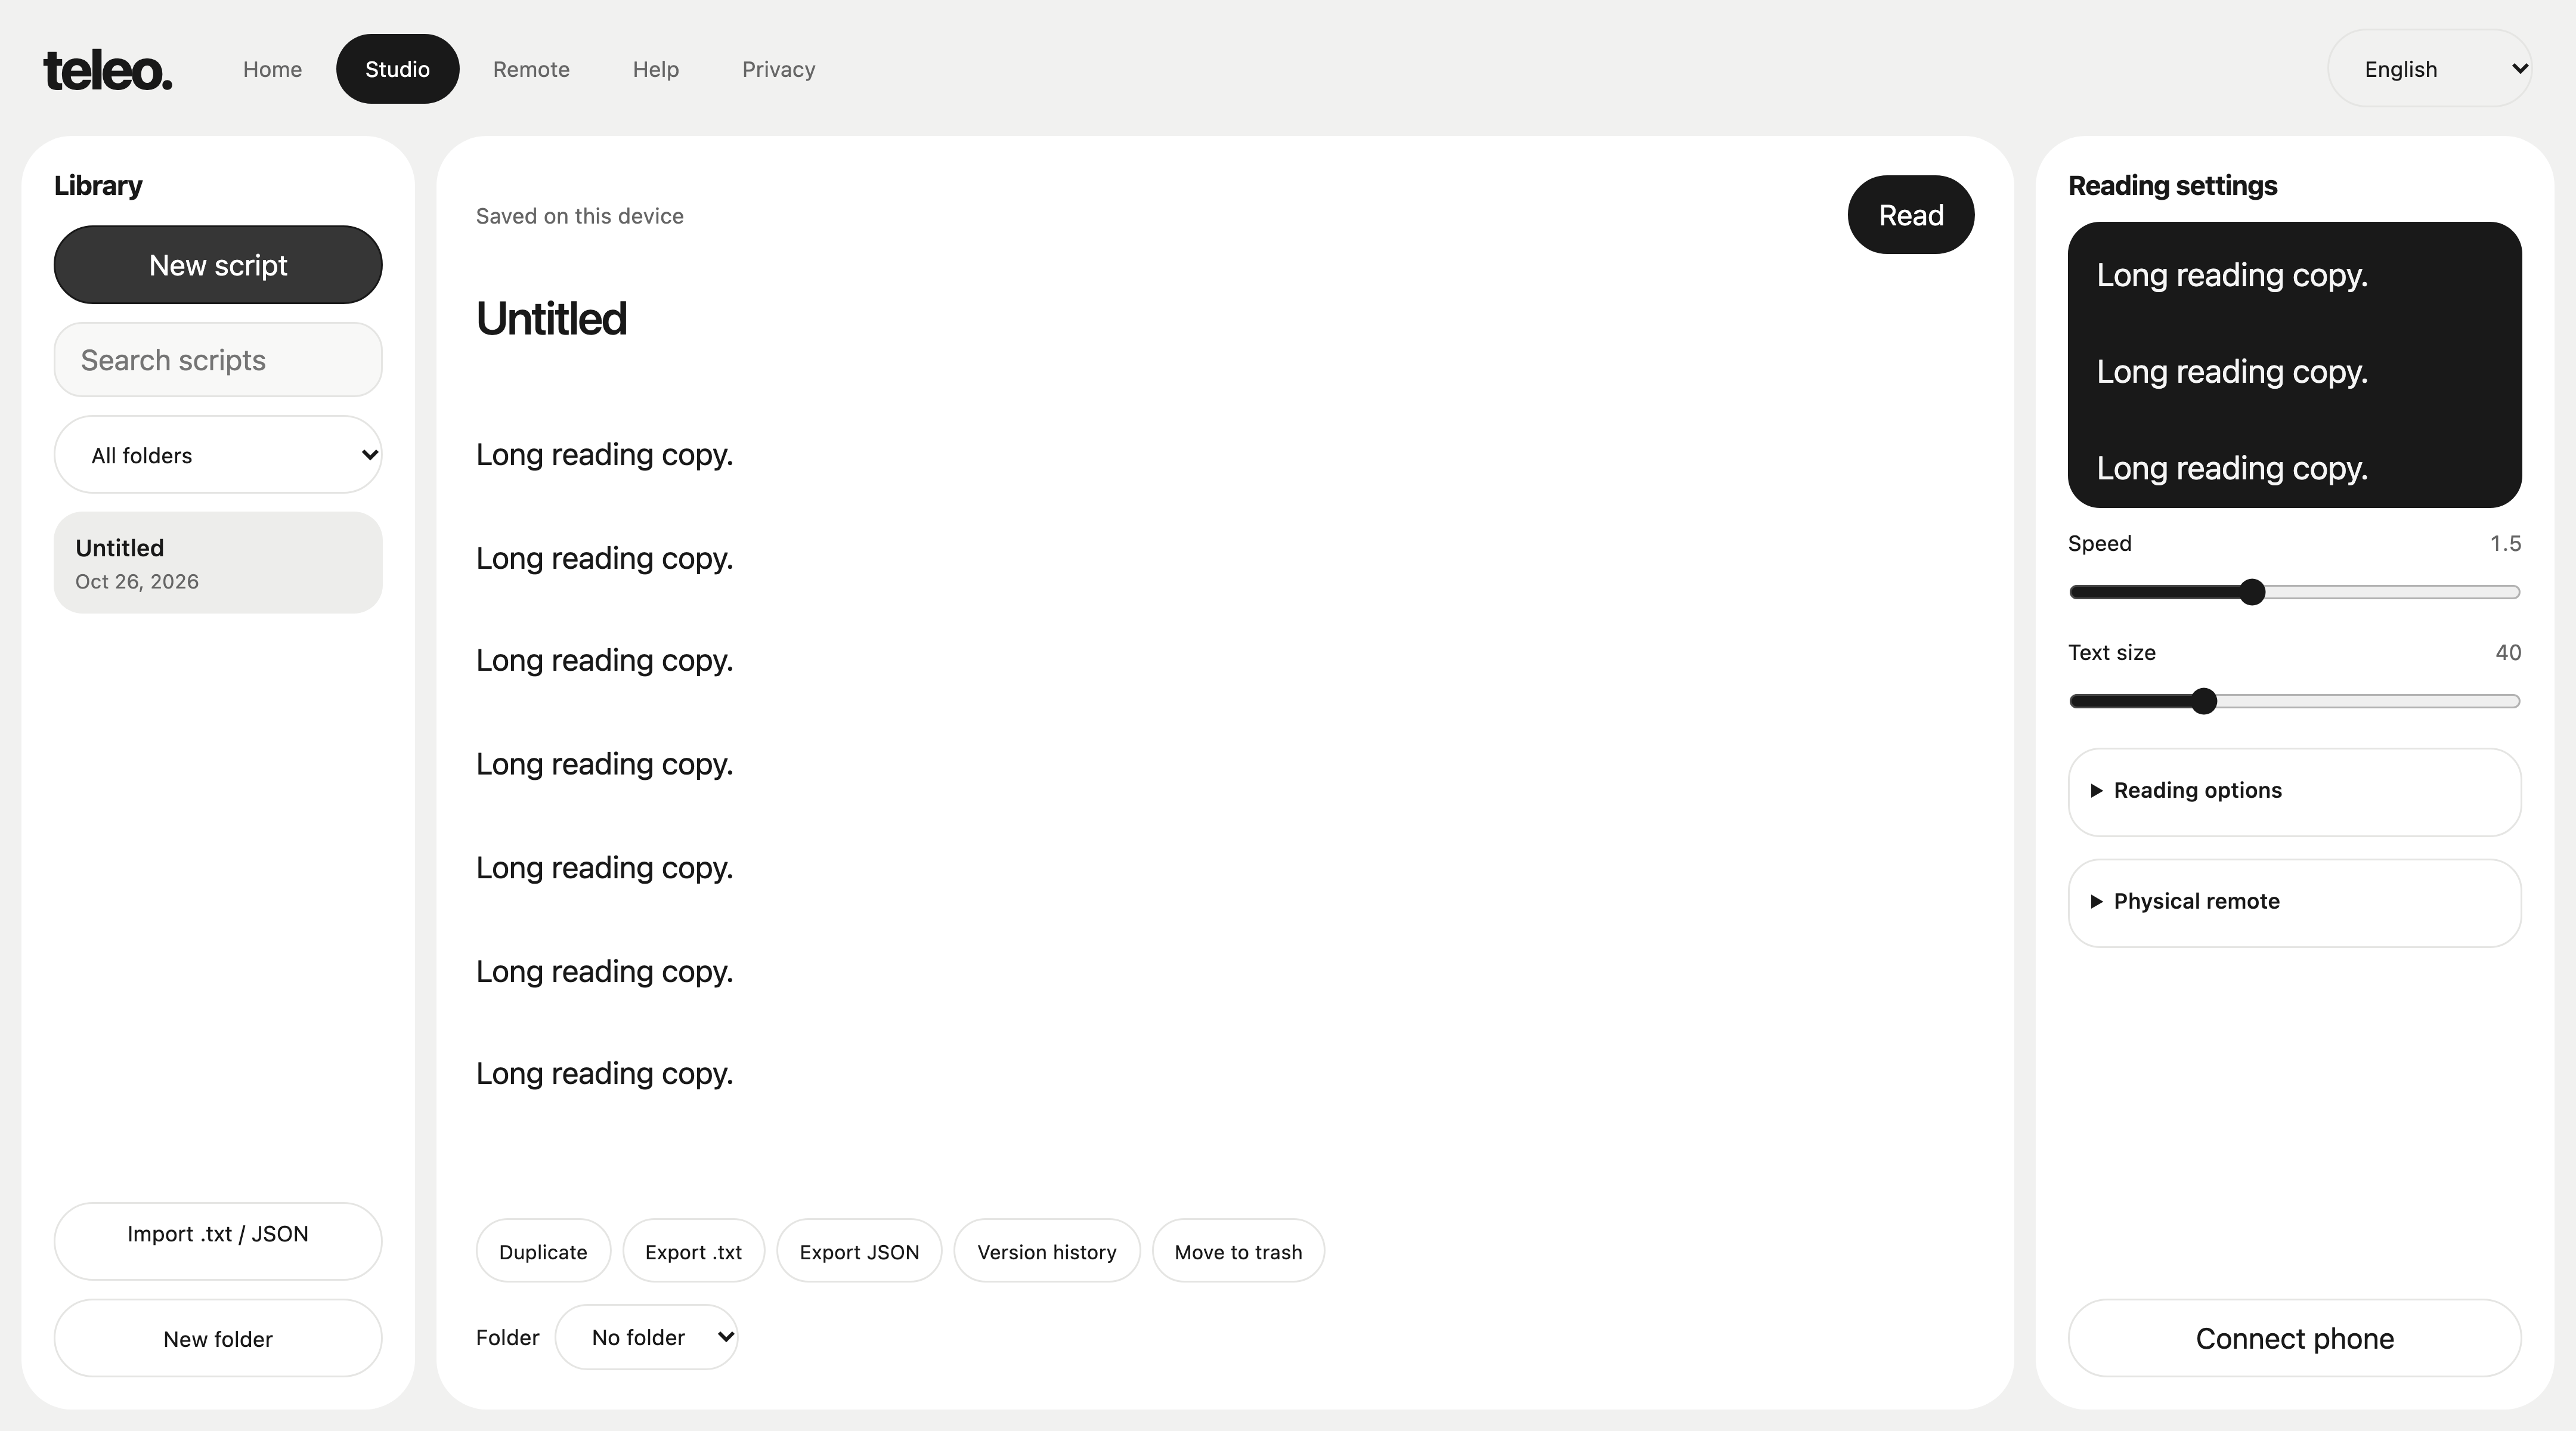 teleo.
Home
Studio
Remote
Help
Privacy
English
Library
New script
Search scripts
All folders
Untitled
Oct 26, 2026
Import .txt / JSON
New folder
Saved on this device
Read
Untitled
Long reading copy.
Long reading copy.
Long reading copy.
Long reading copy.
Long reading copy.
Long reading copy.
Long reading copy.
Duplicate
Export .txt
Export JSON
Version history
Move to trash
Folder
No folder
Reading settings
Long reading copy.
Long reading copy.
Long reading copy.
Speed 1.5
Text size 40
Reading options
Physical remote
Connect phone